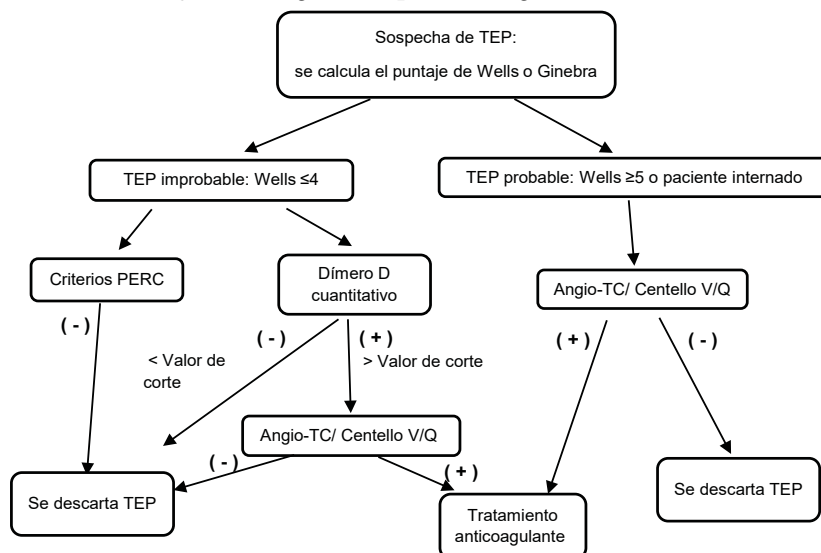 Sospecha de TEP:
se calcula el puntaje de Wells o Ginebra
TEP improbable: Wells ≤4
TEP probable: Wells ≥5 o paciente internado
Criterios PERC
Dímero D
cuantitativo
Angio-TC/ Centello V/Q
( - )
( - )
( + )
( + )
( - )
< Valor de
corte
> Valor de corte
Angio-TC/ Centello V/Q
( - )
( + )
Se descarta TEP
Tratamiento
anticoagulante
Se descarta TEP